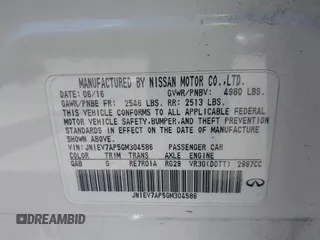 MANUFACTURED BY NISSAN MOTOR CO.,LTD.
DATE: 06/16 GVWR/PNBV: 4980 LBS.
GAWR/PNBE FR: 2546 LBS RR: 2513 LBS.
THIS VEHICLE CONFORMS TO ALL APPLICABLE FEDERAL
MOTOR VEHICLE SAFETY, BUMPER, AND THEFT PREVENTION
STANDARDS IN EFFECT ON THE DATE OF MANUFACTURE
SHOWN ABOVE.
VIN: JN1EV7AP5GM304586 PASSENGER CAR
COLOR TRIM TRANS AXLE ENGINE
QAB G RE7R01A RG29 VR30(DDTT) 2997CC
JN1EV7AP5GM304586
© RideSafely